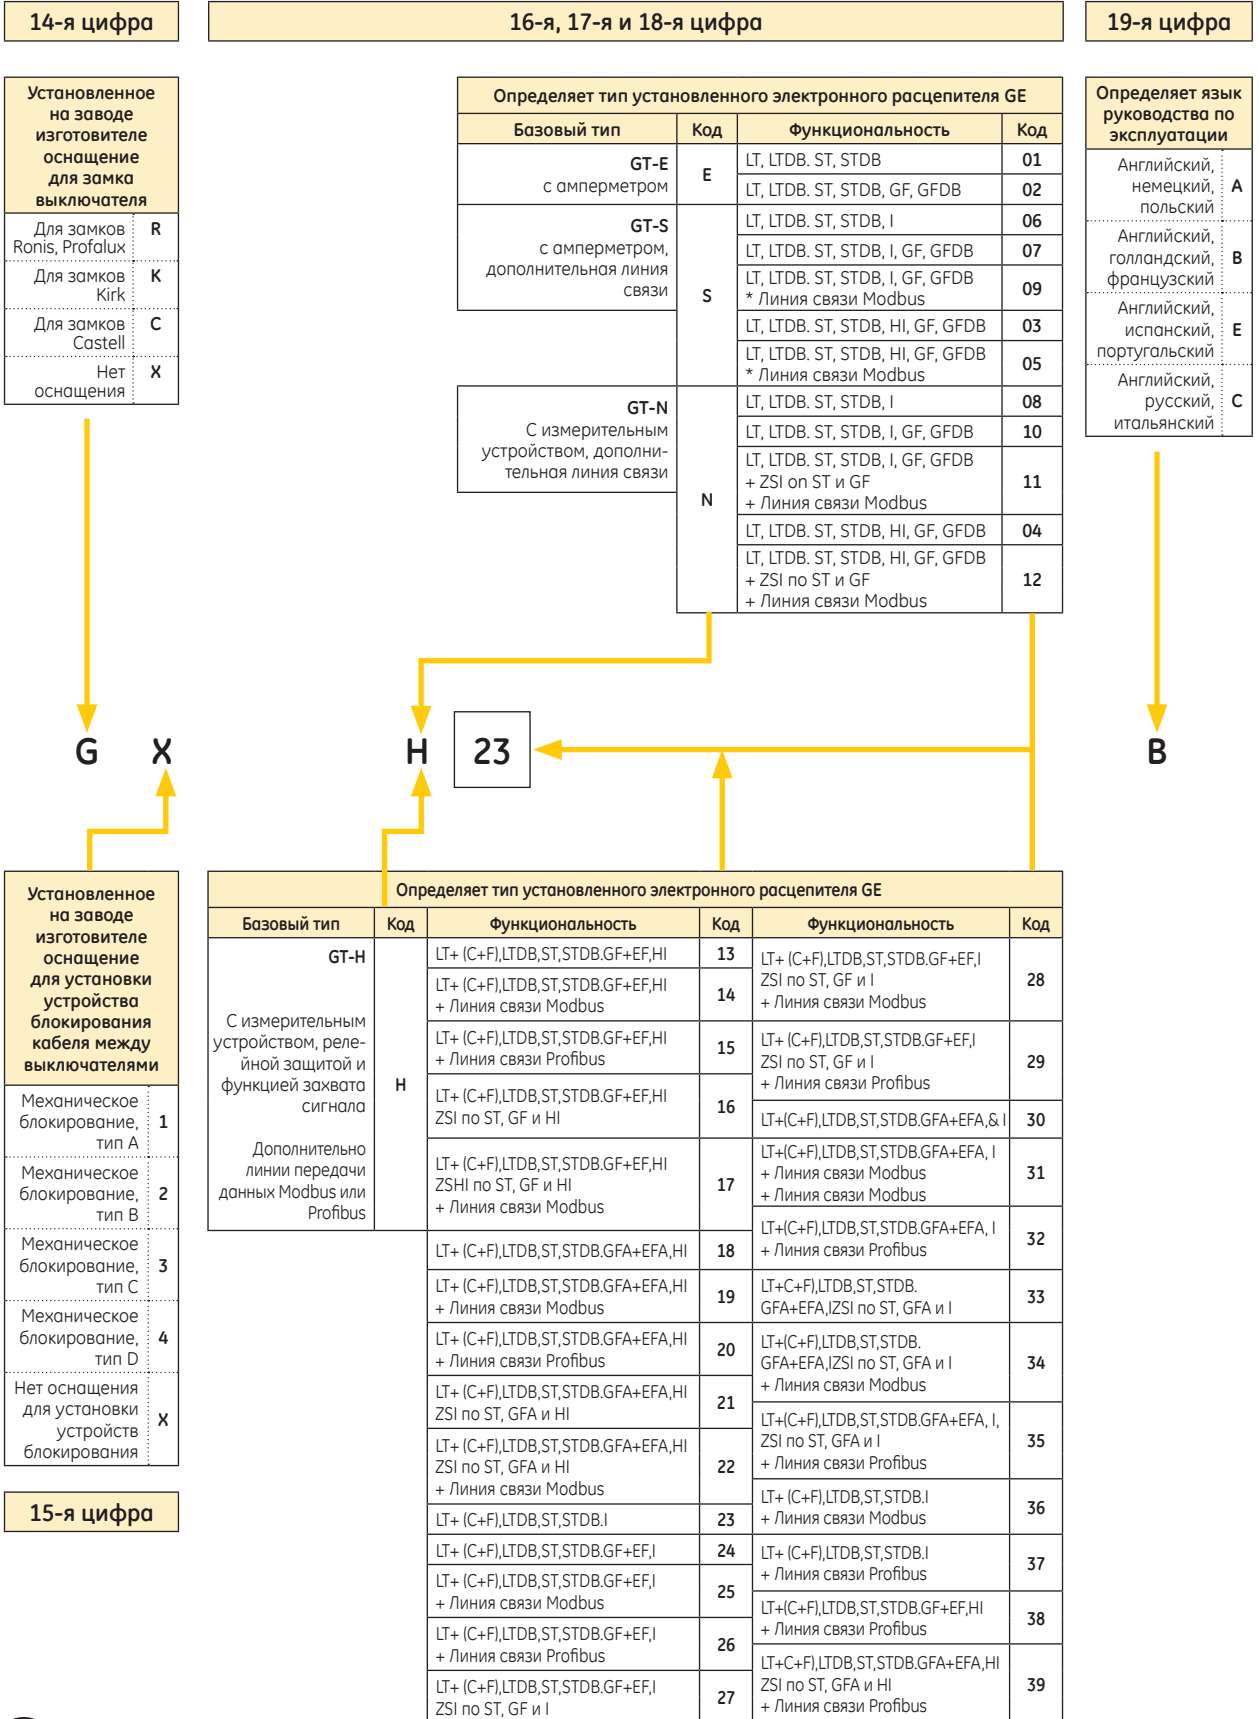 14-я цифра
16-я, 17-я и 18-я цифра
19-я цифра
Установленное
на заводе
изготовителе
оснащение
для замка
выключателя
Для замков
Ronis, Profalux
R
Для замков
Kirk
K
Для замков
Castell
C
Нет
оснащения
X
Определяет тип установленного электронного расцепителя GE
Базовый тип Код Функциональность Код
GT-E
с амперметром
E
LT, LTDB. ST, STDB 01
LT, LTDB. ST, STDB, GF, GFDB 02
GT-S
с амперметром,
дополнительная линия
связи
S
LT, LTDB. ST, STDB, I 06
LT, LTDB. ST, STDB, I, GF, GFDB 07
LT, LTDB. ST, STDB, I, GF, GFDB
* Линия связи Modbus
09
LT, LTDB. ST, STDB, HI, GF, GFDB 03
LT, LTDB. ST, STDB, HI, GF, GFDB
* Линия связи Modbus
05
GT-N
С измерительным
устройством, дополни-
тельная линия связи
N
LT, LTDB. ST, STDB, I 08
LT, LTDB. ST, STDB, I, GF, GFDB 10
LT, LTDB. ST, STDB, I, GF, GFDB
+ ZSI on ST и GF
+ Линия связи Modbus
11
LT, LTDB. ST, STDB, HI, GF, GFDB 04
LT, LTDB. ST, STDB, HI, GF, GFDB
+ ZSI по ST и GF
+ Линия связи Modbus
12
Определяет язык
руководства по
эксплуатации
Английский,
немецкий,
польский
A
Английский,
голландский,
французский
B
Английский,
испанский,
португальский
E
Английский,
русский,
итальянский
C
G X H 23 B
Установленное
на заводе
изготовителе
оснащение
для установки
устройства
блокирования
кабеля между
выключателями
Механическое
блокирование,
тип A
1
Механическое
блокирование,
тип B
2
Механическое
блокирование,
тип C
3
Механическое
блокирование,
тип D
4
Нет оснащения
для установки
устройств
блокирования
X
15-я цифра
Определяет тип установленного электронного расцепителя GE
Базовый тип Код Функциональность Код Функциональность Код
GT-H
С измерительным
устройством, реле-
йной защитой и
функцией захвата
сигнала
Дополнительно
линии передачи
данных Modbus или
Profibus
H
LT+ (C+F),LTDB,ST,STDB.GF+EF,HI 13
LT+ (C+F),LTDB,ST,STDB.GF+EF,HI
+ Линия связи Modbus
14
LT+ (C+F),LTDB,ST,STDB.GF+EF,HI
+ Линия связи Profibus
15
LT+ (C+F),LTDB,ST,STDB.GF+EF,HI
ZSI по ST, GF и HI
16
LT+ (C+F),LTDB,ST,STDB.GF+EF,HI
ZSHI по ST, GF и HI
+ Линия связи Modbus
17
LT+ (C+F),LTDB,ST,STDB.GFA+EFA,HI 18
LT+ (C+F),LTDB,ST,STDB.GFA+EFA,HI
+ Линия связи Modbus
19
LT+ (C+F),LTDB,ST,STDB.GFA+EFA,HI
+ Линия связи Profibus
20
LT+ (C+F),LTDB,ST,STDB.GFA+EFA,HI
ZSI по ST, GFA и HI
21
LT+ (C+F),LTDB,ST,STDB.GFA+EFA,HI
ZSI по ST, GFA и HI
+ Линия связи Modbus
22
LT+ (C+F),LTDB,ST,STDB.I 23
LT+ (C+F),LTDB,ST,STDB.GF+EF,I 24
LT+ (C+F),LTDB,ST,STDB.GF+EF,I
+ Линия связи Modbus
25
LT+ (C+F),LTDB,ST,STDB.GF+EF,I
+ Линия связи Profibus
26
LT+ (C+F),LTDB,ST,STDB.GF+EF,I
ZSI по ST, GF и I
27
LT+ (C+F),LTDB,ST,STDB.GF+EF,I
ZSI по ST, GF и I
+ Линия связи Modbus
28
LT+ (C+F),LTDB,ST,STDB.GF+EF,I
ZSI по ST, GF и I
+ Линия связи Profibus
29
LT+(C+F),LTDB,ST,STDB.GFA+EFA,& I 30
LT+(C+F),LTDB,ST,STDB.GFA+EFA, I
+ Линия связи Modbus
+ Линия связи Modbus
31
LT+(C+F),LTDB,ST,STDB.GFA+EFA, I
+ Линия связи Profibus
32
LT+C+F),LTDB,ST,STDB.
GFA+EFA,IZSI по ST, GFA и I
33
LT+(C+F),LTDB,ST,STDB.
GFA+EFA,IZSI по ST, GFA и I
+ Линия связи Modbus
34
LT+(C+F),LTDB,ST,STDB.GFA+EFA, I,
ZSI по ST, GFA и I
+ Линия связи Profibus
35
LT+ (C+F),LTDB,ST,STDB.I
+ Линия связи Modbus
36
LT+ (C+F),LTDB,ST,STDB.I
+ Линия связи Profibus
37
LT+(C+F),LTDB,ST,STDB.GF+EF,HI
+ Линия связи Profibus
38
LT+C+F),LTDB,ST,STDB.GFA+EFA,HI
ZSI по ST, GFA и HI
+ Линия связи Profibus
39